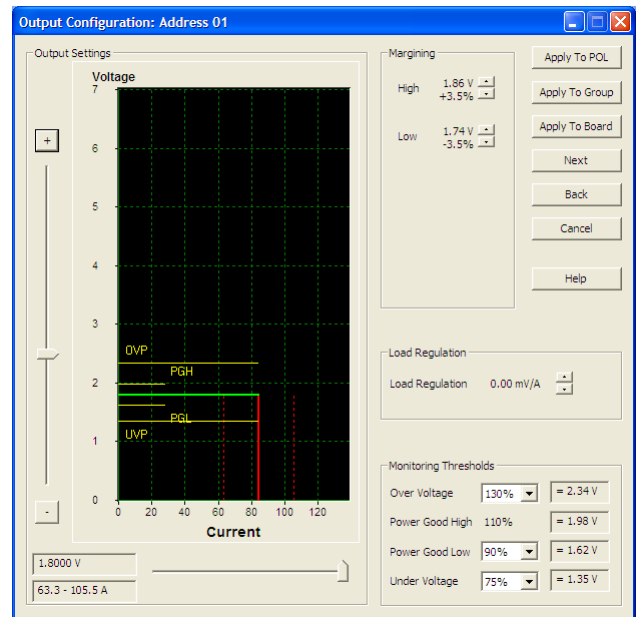 Output Configuration: Address 01
Output Settings
Voltage
7
6
5
4
3
2
1
0
OVP
PGH
PGL
UVP
0 20 40 60 80 100 120
Current
+
-
1.8000 V
63.3 - 105.5 A
Margining
High 1.86 V
+3.5%
Low 1.74 V
-3.5%
Apply To POL
Apply To Group
Apply To Board
Next
Back
Cancel
Help
Load Regulation
Load Regulation 0.00 mV/A
Monitoring Thresholds
Over Voltage 130% = 2.34 V
Power Good High 110% = 1.98 V
Power Good Low 90% = 1.62 V
Under Voltage 75% = 1.35 V